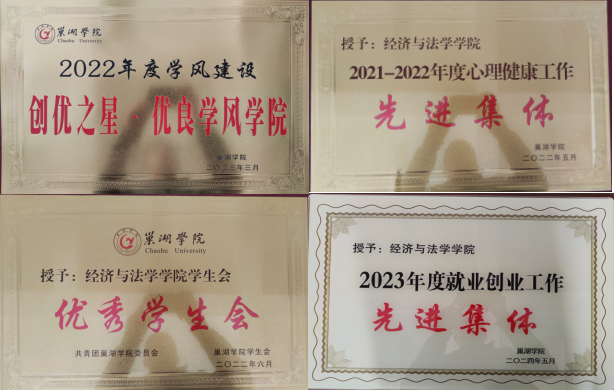 巢湖学院
Chaohu University
2022年度学风建设
创优之星·优良学风学院
巢湖学院
二〇二三年三月
授予：经济与法学学院
2021-2022年度心理健康工作
先进集体
巢湖学院
二〇二二年五月
巢湖学院
Chaohu University
授予：经济与法学学院学生会
优秀学生会
共青团巢湖学院委员会 巢湖学院学生会
二〇二二年六月
授予：经济与法学学院
2023年度就业创业工作
先进集体
巢湖学院
二〇二四年五月